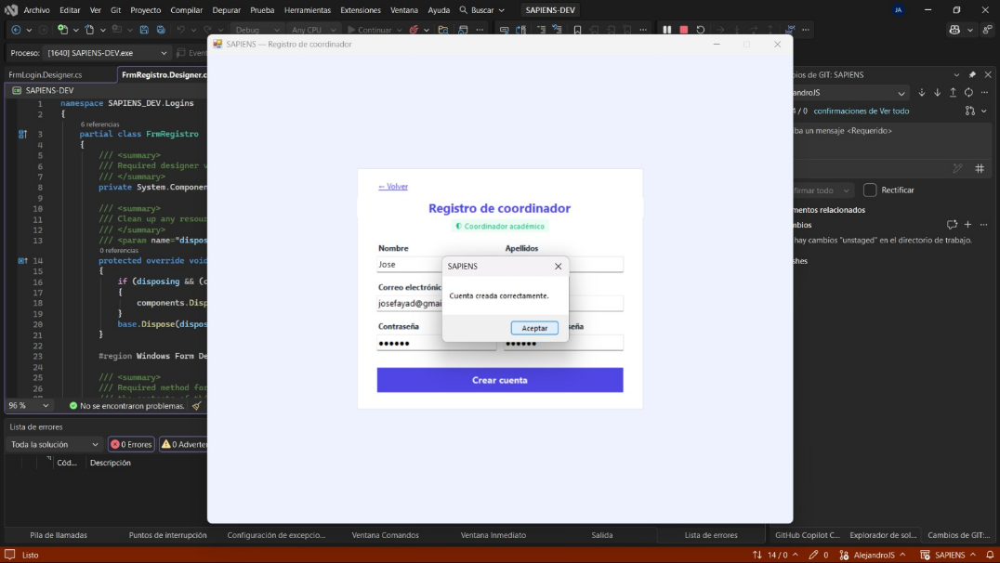 Archivo Editar Ver Git Proyecto Compilar Depurar Prueba Herramientas Extensiones Ventana Ayuda Buscar SAPIENS-DEV JA
Debug Any CPU Continuar
Proceso: [1640] SAPIENS-DEV.exe
SAPIENS — Registro de coordinador
FrmLogin.Designer.cs FrmRegistro.Designer.c
SAPIENS-DEV
1 namespace SAPIENS_DEV.Logins
2 {
6 referencias
3 partial class FrmRegistro
4 {
5 /// <summary>
6 /// Required designer v
7 /// </summary>
8 private System.Componen
9
10 /// <summary>
11 /// Clean up any resour
12 /// </summary>
13 /// <param name="dispos
0 referencias
14 protected override void
15 {
16 if (disposing && (c
17 {
18 components.Disp
19 }
20 base.Dispose(dispos
21 }
22
23 #region Windows Form De
24
25 /// <summary>
26 /// Required method for
96 % No se encontraron problemas.
Lista de errores
Toda la solución 0 Errores 0 Adverte
Cód... Descripción
← Volver
Registro de coordinador
Coordinador académico
Nombre Apellidos
Jose
Correo electrónic
josefayad@gmai
Contraseña eña
●●●●●● ●●●●●●
Crear cuenta
SAPIENS
Cuenta creada correctamente.
Aceptar
ios de GIT: SAPIENS
androJS
4 / 0 confirmaciones de Ver todo
ba un mensaje <Requerido>
firmar todo Rectificar
mentos relacionados
mbios
hay cambios "unstaged" en el directorio de trabajo.
shes
Pila de llamadas Puntos de interrupción Configuración de excepcio... Ventana Comandos Ventana Inmediato Salida Lista de errores GitHub Copilot C... Explorador de sol... Cambios de GIT:...
Listo 14 / 0 0 AlejandroJS SAPIENS